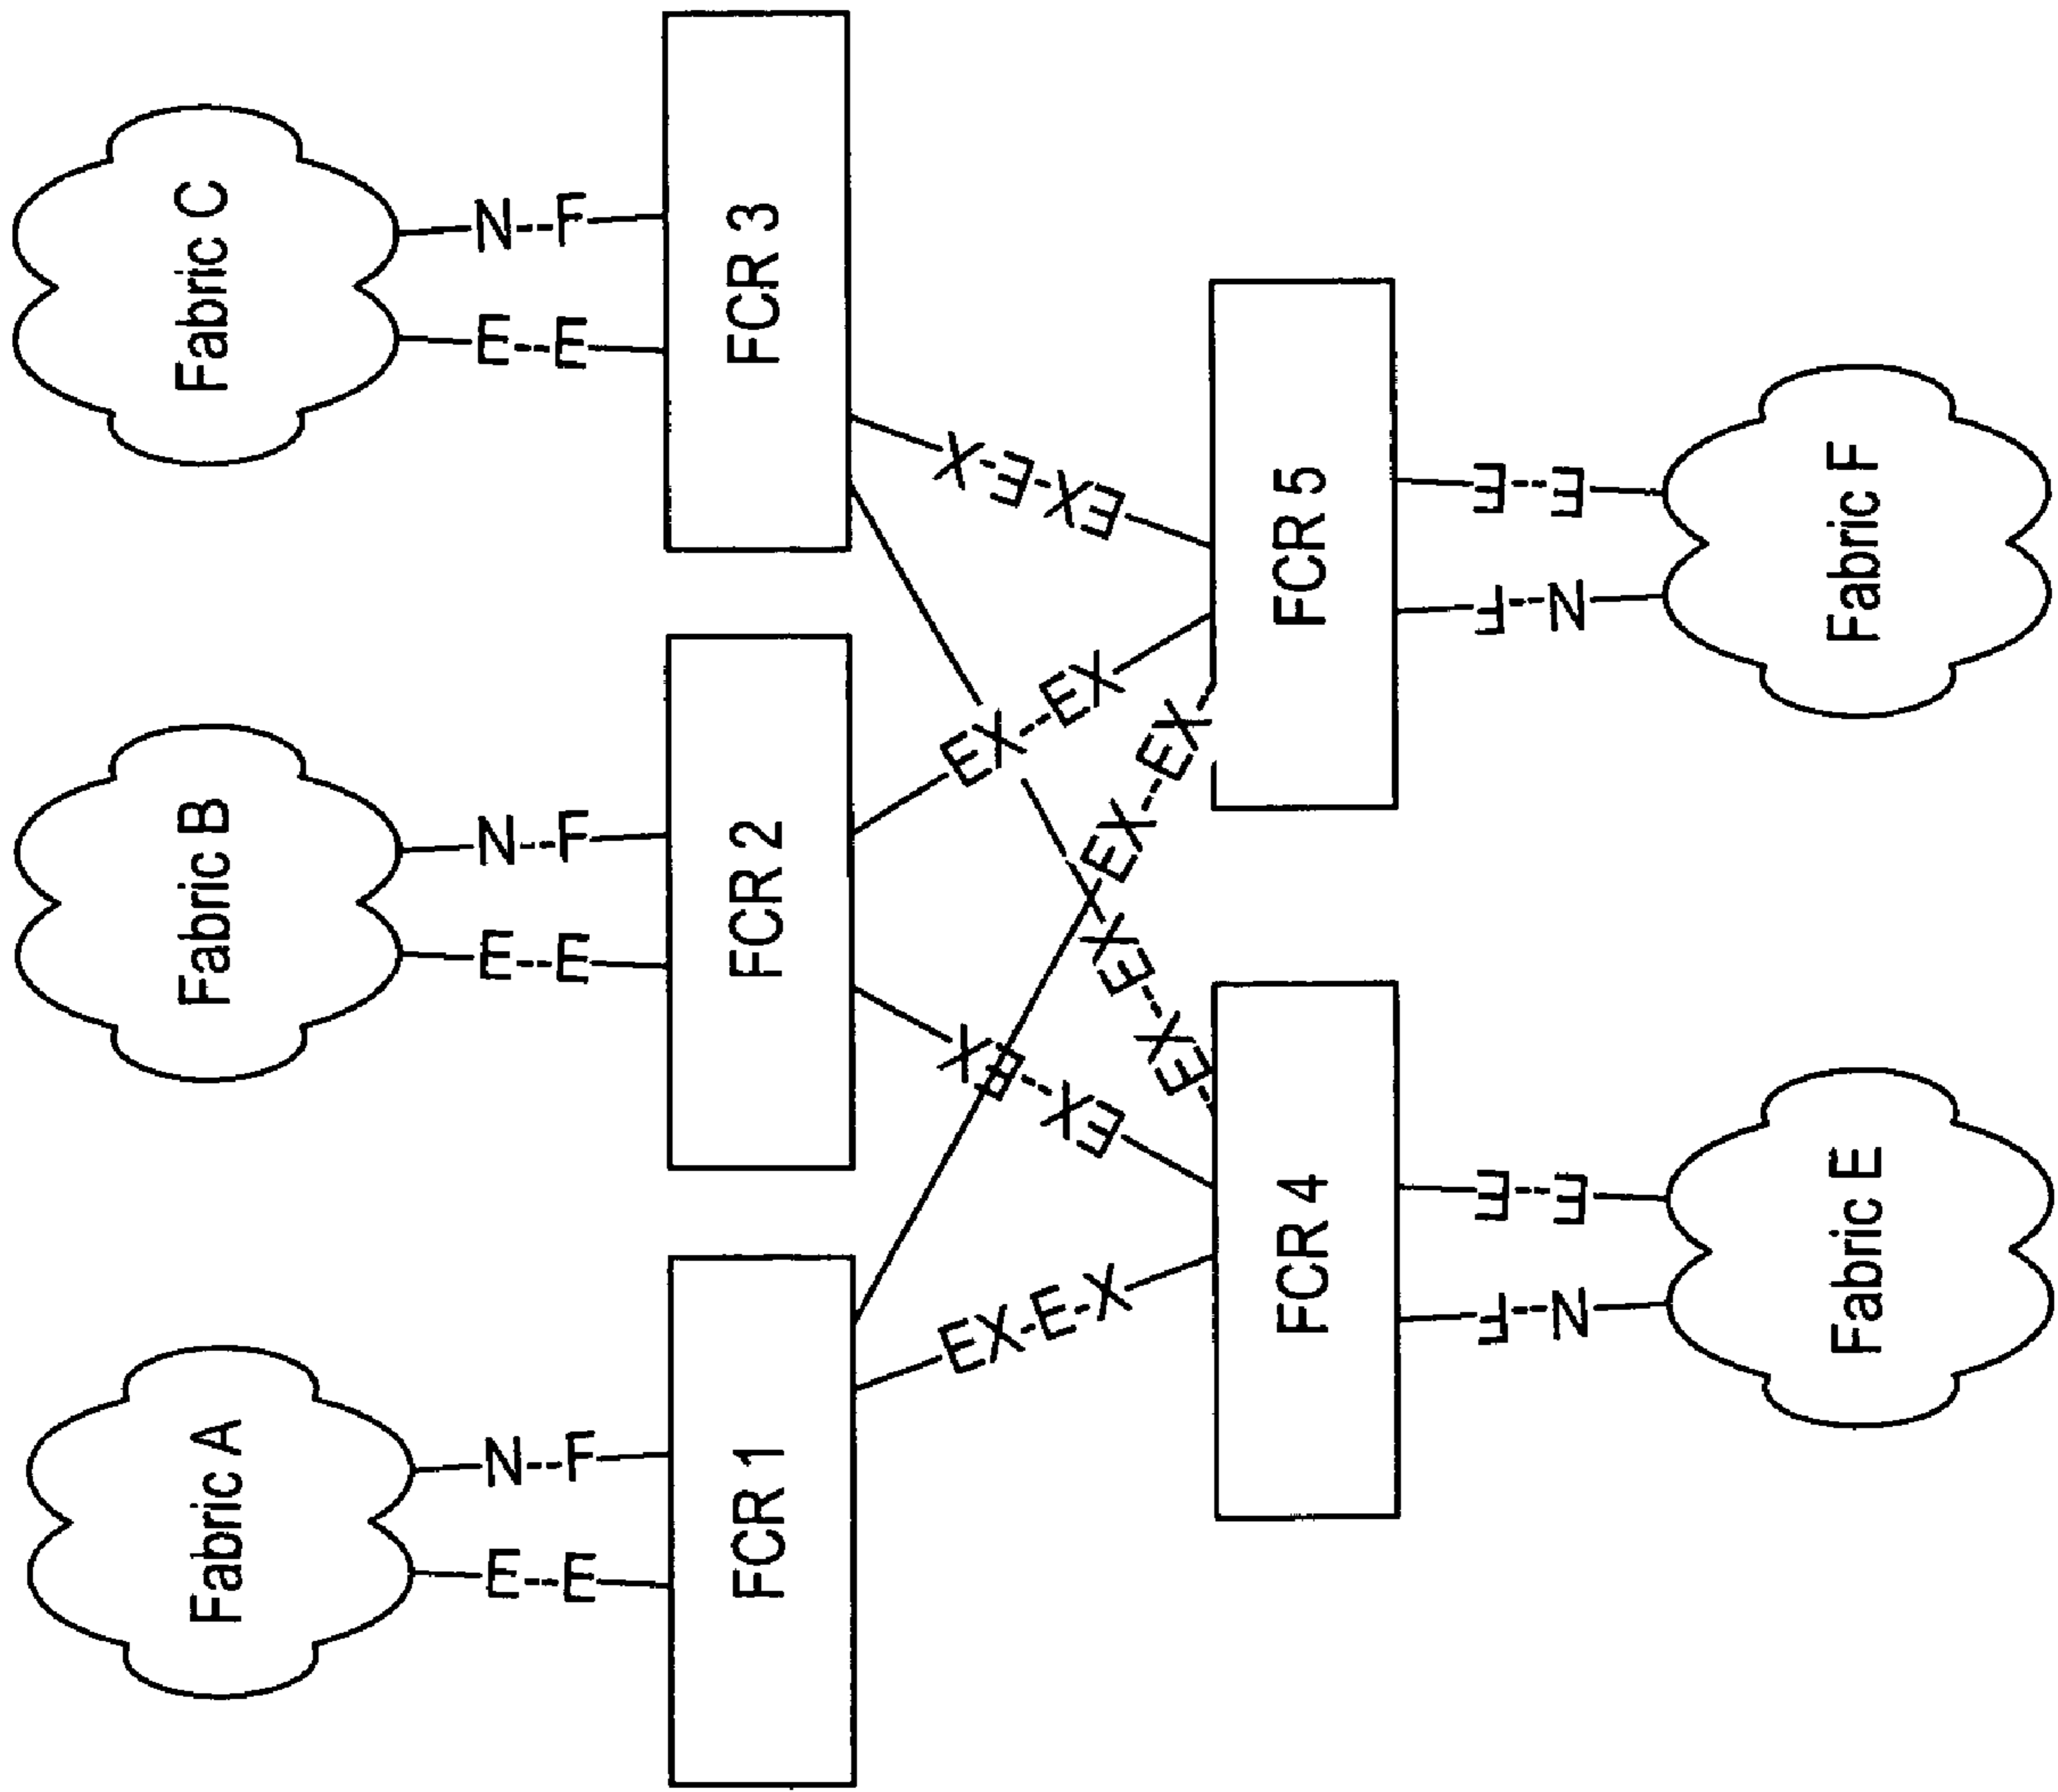 Fabric A
Fabric B
Fabric C
E--E
N--F
E--E
N--F
E--E
N--F
FCR 1
FCR 2
FCR 3
EX-E-X
EX--EX
EX--EX
EX--EX
EX--EX
EX-EX
FCR 4
FCR 5
F--N
E--E
F--N
E--E
Fabric E
Fabric F